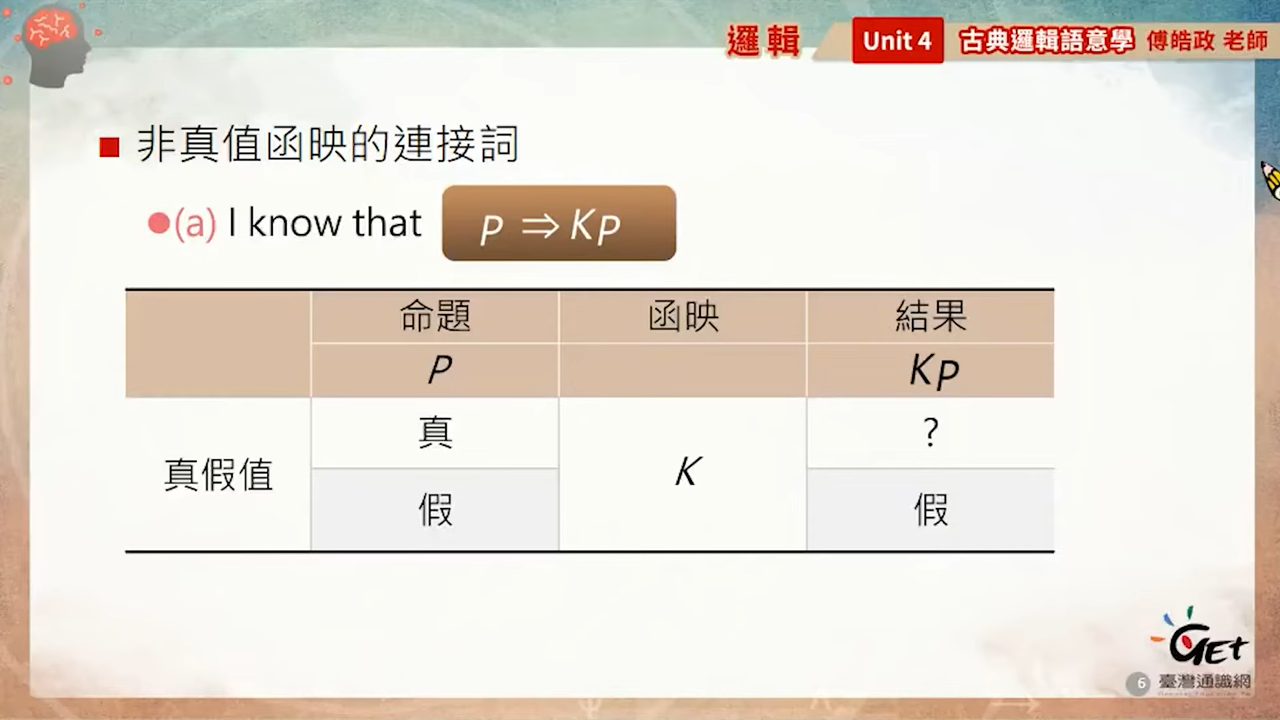 邏輯
Unit 4
古典邏輯語意學 傅皓政 老師
非真值函映的連接詞
(a) I know that P ⇒ KP
命題 函映 結果
P KP
真 ?
真假值 K
假 假
GET
6 臺灣通識網